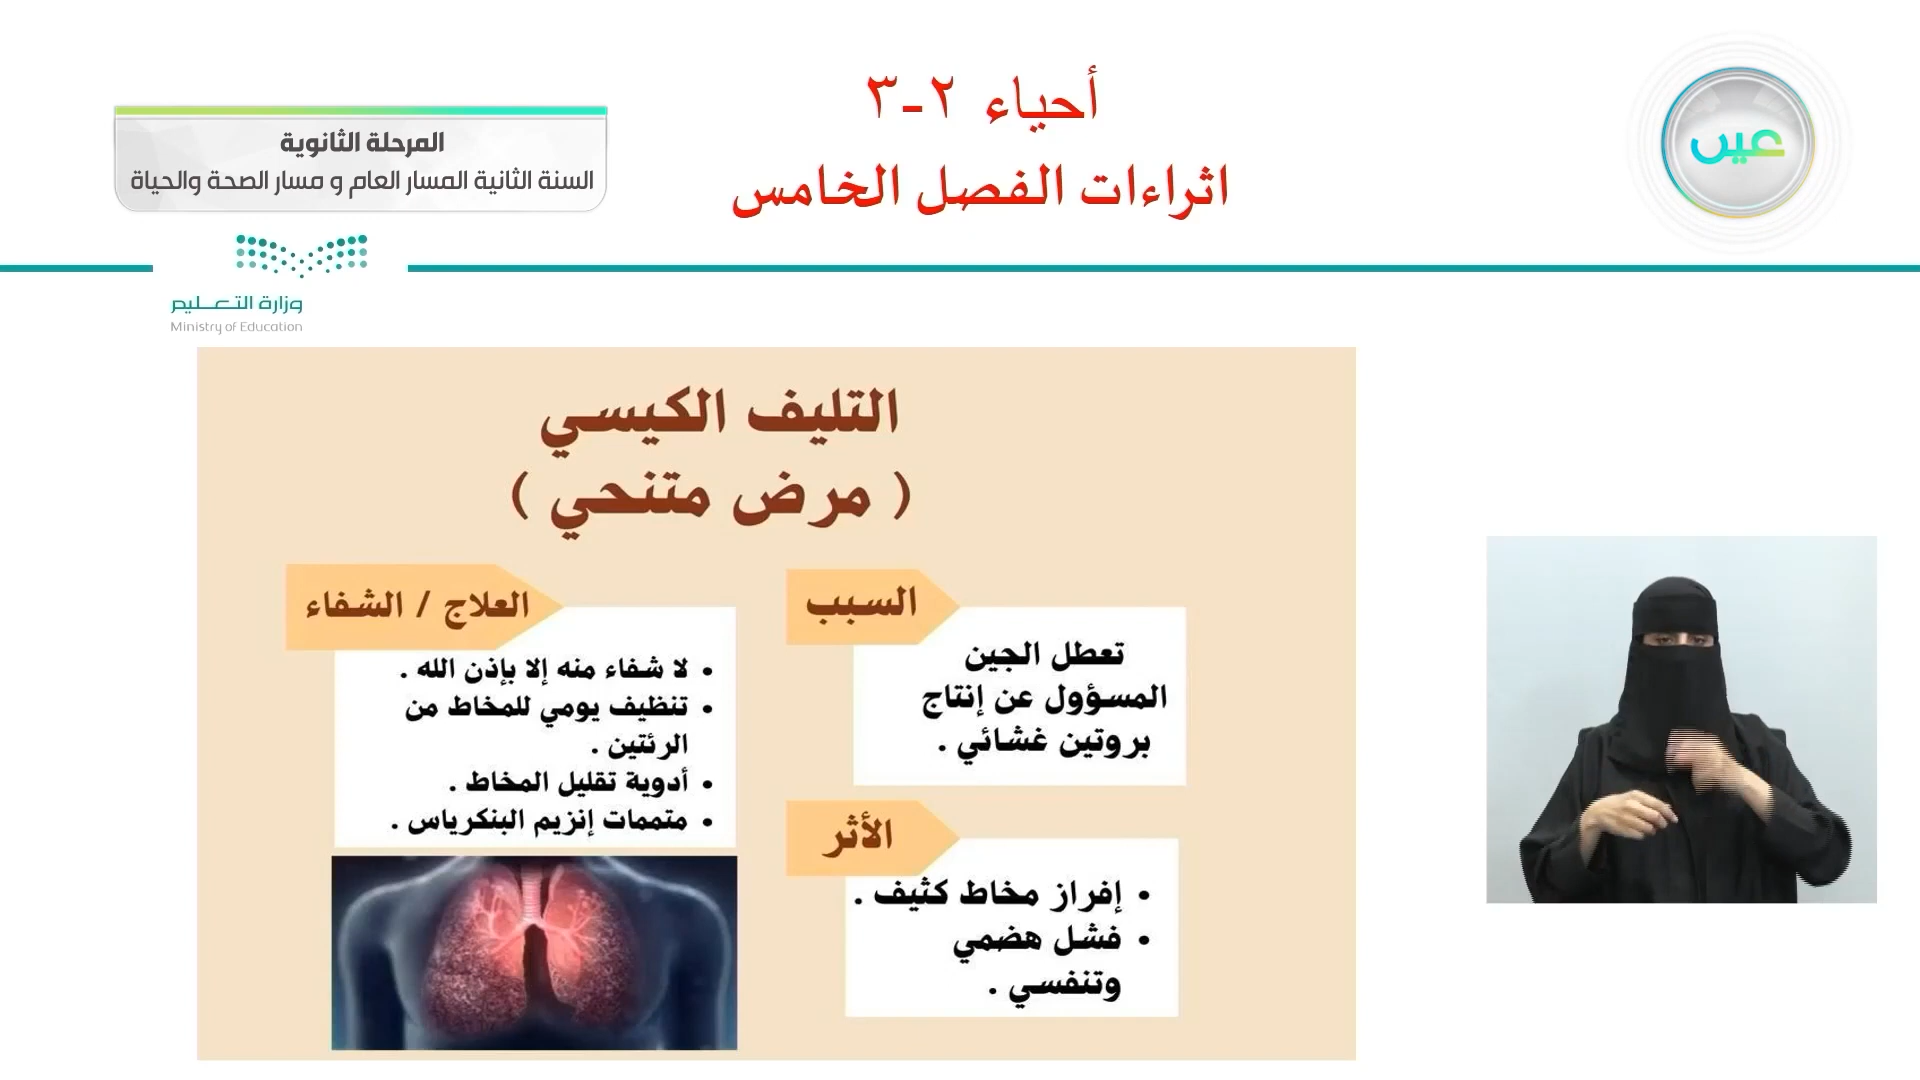 أحياء ٢-٣
اثراءات الفصل الخامس
عين
المرحلة الثانوية
السنة الثانية المسار العام و مسار الصحة والحياة
وزارة التعليم
Ministry of Education
التليف الكيسي
( مرض متنحي )
السبب
تعطل الجين
المسؤول عن إنتاج
بروتين غشائي .
الأثر
• إفراز مخاط كثيف .
• فشل هضمي
وتنفسي .
العلاج / الشفاء
• لا شفاء منه إلا بإذن الله .
• تنظيف يومي للمخاط من
الرئتين .
• أدوية تقليل المخاط .
• متممات إنزيم البنكرياس .